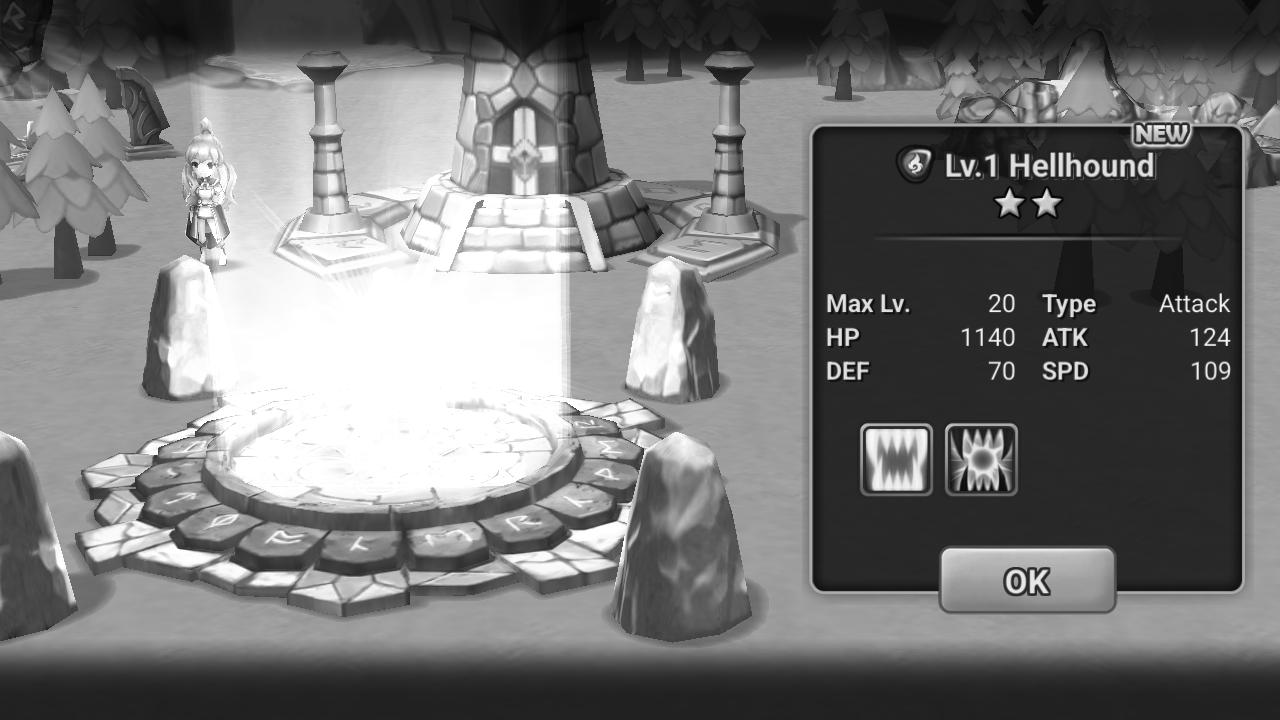 NEW
Lv.1 Hellhound
Max Lv. 20 Type Attack
HP 1140 ATK 124
DEF 70 SPD 109
OK